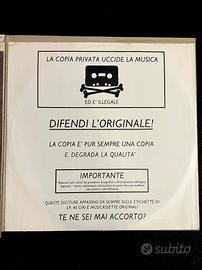 LA COPIA PRIVATA UCCIDE LA MUSICA
ED E' ILLEGALE
DIFENDI L'ORIGINALE!
LA COPIA E' PUR SEMPRE UNA COPIA
E DEGRADA LA QUALITA'
IMPORTANTE
QUESTE DICITURE APPAIONO DA SEMPRE SULLE ETICHETTE DI
LP, 45 GIRI E MUSICASSETTE ORIGINALI
TE NE SEI MAI ACCORTO?
subito